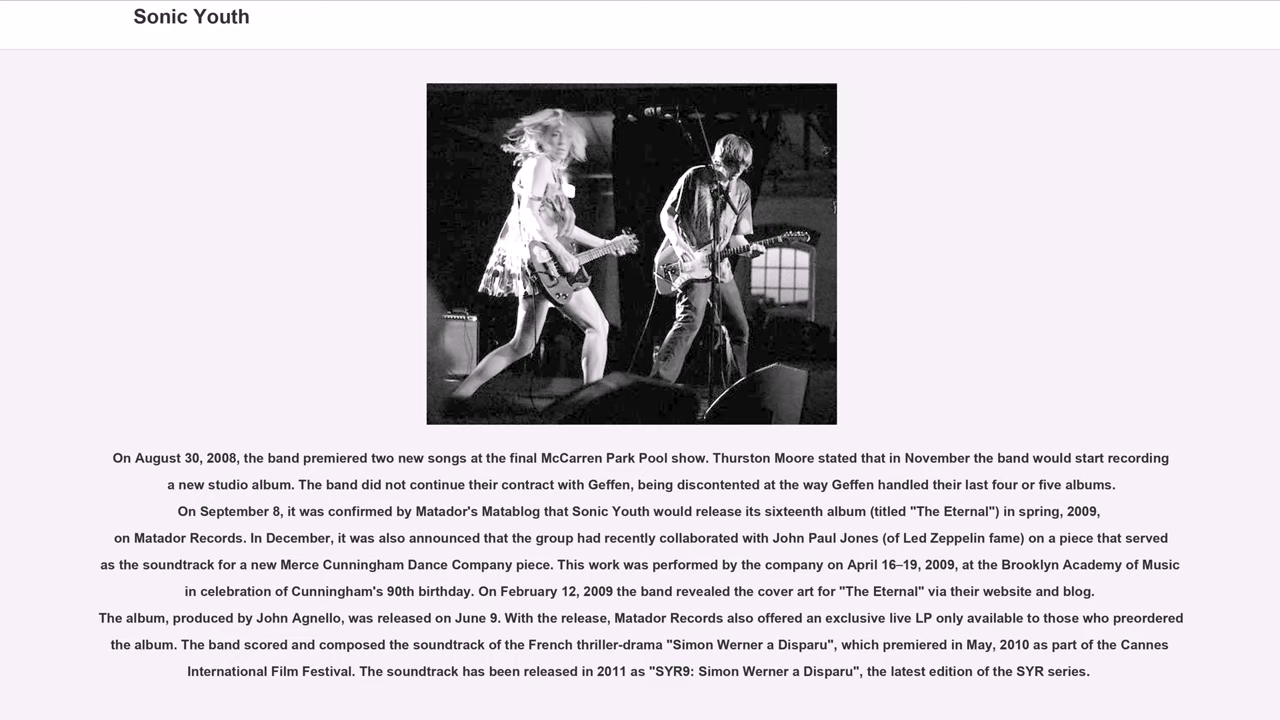 Sonic Youth
On August 30, 2008, the band premiered two new songs at the final McCarren Park Pool show. Thurston Moore stated that in November the band would start recording
a new studio album. The band did not continue their contract with Geffen, being discontented at the way Geffen handled their last four or five albums.
On September 8, it was confirmed by Matador's Matablog that Sonic Youth would release its sixteenth album (titled "The Eternal") in spring, 2009,
on Matador Records. In December, it was also announced that the group had recently collaborated with John Paul Jones (of Led Zeppelin fame) on a piece that served
as the soundtrack for a new Merce Cunningham Dance Company piece. This work was performed by the company on April 16–19, 2009, at the Brooklyn Academy of Music
in celebration of Cunningham's 90th birthday. On February 12, 2009 the band revealed the cover art for "The Eternal" via their website and blog.
The album, produced by John Agnello, was released on June 9. With the release, Matador Records also offered an exclusive live LP only available to those who preordered
the album. The band scored and composed the soundtrack of the French thriller-drama "Simon Werner a Disparu", which premiered in May, 2010 as part of the Cannes
International Film Festival. The soundtrack has been released in 2011 as "SYR9: Simon Werner a Disparu", the latest edition of the SYR series.